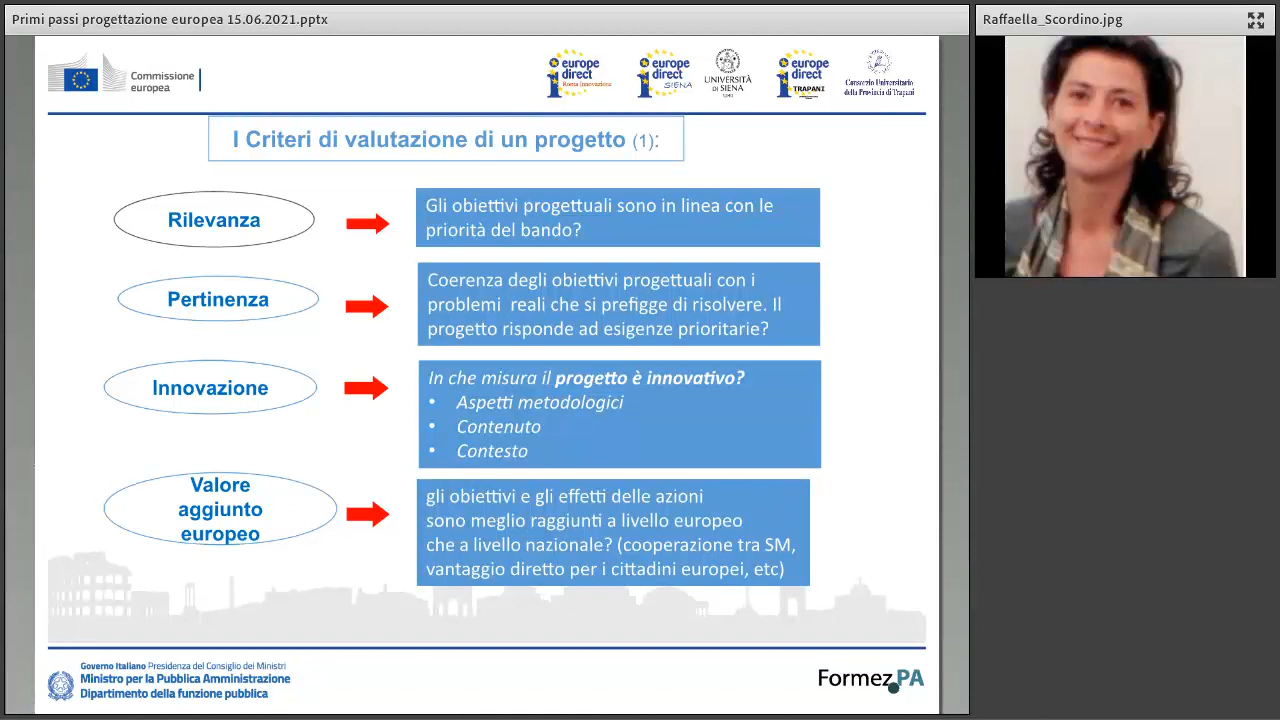 Primi passi progettazione europea 15.06.2021.pptx
Raffaella_Scordino.jpg
Commissione
europea
europe
direct
Roma Innovazione
europe
direct
SIENA
UNIVERSITÀ
DI SIENA
1240
europe
direct
TRAPANI
Consorzio Universitario
della Provincia di Trapani
I Criteri di valutazione di un progetto (1):
Rilevanza
Gli obiettivi progettuali sono in linea con le
priorità del bando?
Pertinenza
Coerenza degli obiettivi progettuali con i
problemi reali che si prefigge di risolvere. Il
progetto risponde ad esigenze prioritarie?
Innovazione
In che misura il progetto è innovativo?
• Aspetti metodologici
• Contenuto
• Contesto
Valore
aggiunto
europeo
gli obiettivi e gli effetti delle azioni
sono meglio raggiunti a livello europeo
che a livello nazionale? (cooperazione tra SM,
vantaggio diretto per i cittadini europei, etc)
Governo Italiano Presidenza del Consiglio dei Ministri
Ministro per la Pubblica Amministrazione
Dipartimento della funzione pubblica
Formez PA